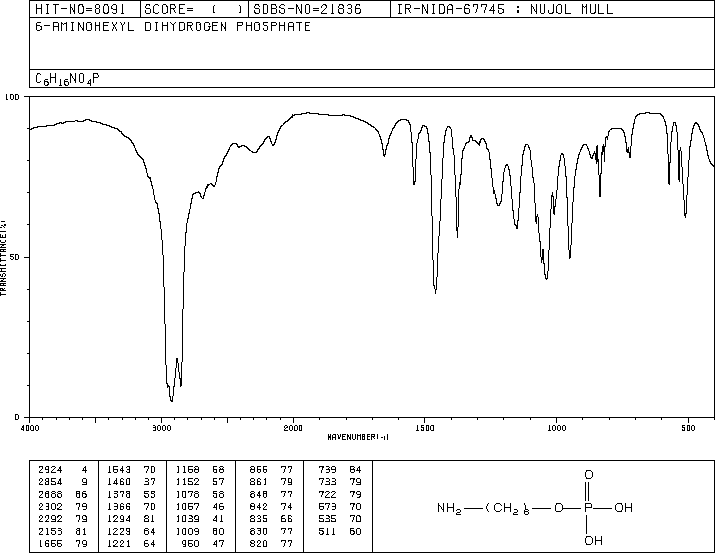 HIT-NO=8091 SCORE= ( ) SDBS-NO=21836 IR-NIDA-67745 : NUJOL MULL
6-AMINOHEXYL DIHYDROGEN PHOSPHATE
C6H16NO4P
100
50
0
TRANSMITTANCE(%)
4000 3000 2000 1500 1000 500
WAVENUMBER(-1)
2924 4 1543 70 1158 58 866 77 739 84
2854 9 1460 37 1152 57 861 79 733 79
2688 66 1378 55 1078 58 848 77 722 79
2302 79 1366 70 1057 46 842 74 573 70
2292 79 1294 81 1039 41 835 66 535 70
2153 81 1229 64 1009 60 830 77 511 60
1655 79 1221 64 950 47 820 77
O
NH2 (CH2)6 O P OH
OH